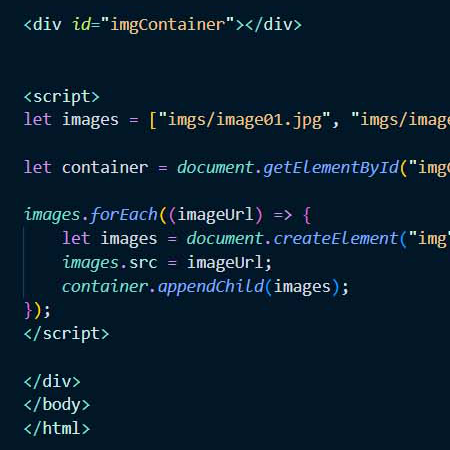 <div id="imgContainer"></div>
<script>
let images = ["imgs/image01.jpg", "imgs/image
let container = document.getElementById("img
images.forEach((imageUrl) => {
let images = document.createElement("img"
images.src = imageUrl;
container.appendChild(images);
});
</script>
</div>
</body>
</html>